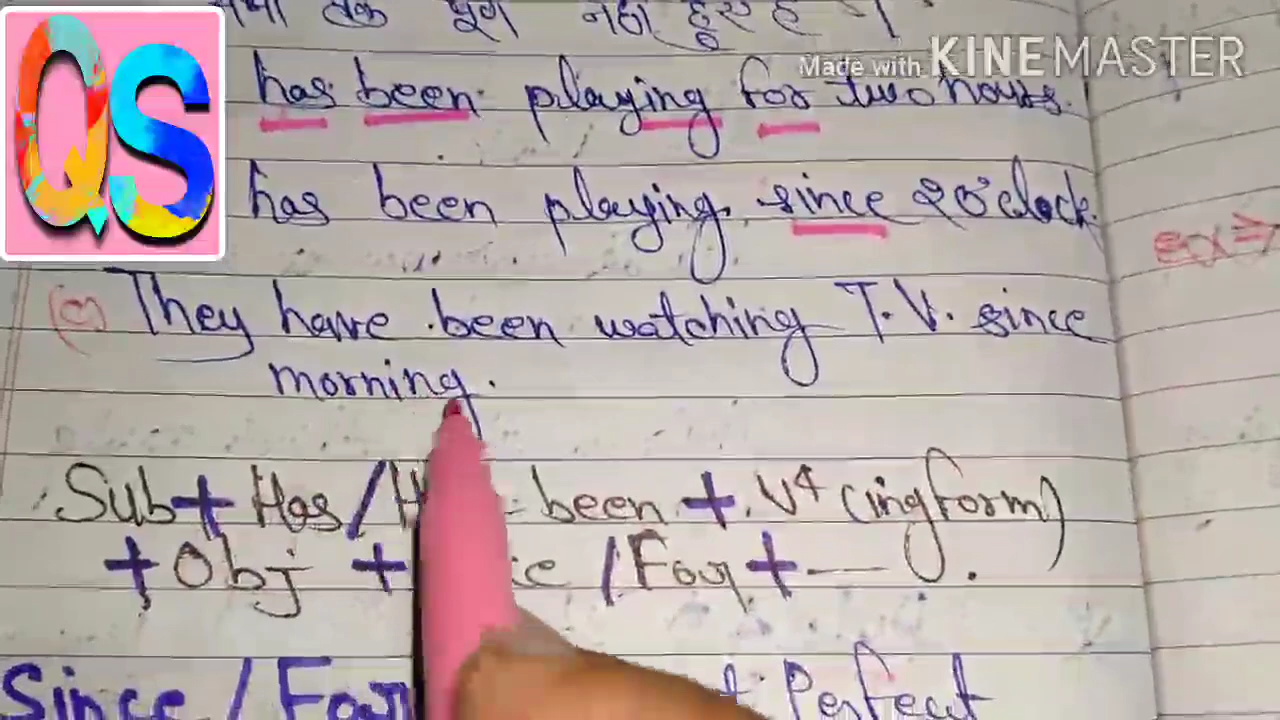 QS
Made with KINEMASTER
has been playing for two hours.
has been playing since 2 o'clock.
ex ⇒
(c) They have been watching T.V. since
morning.
Sub + Has / been + V⁴ (ing form)
+ Obj + / For + — .
Since / For Perfect